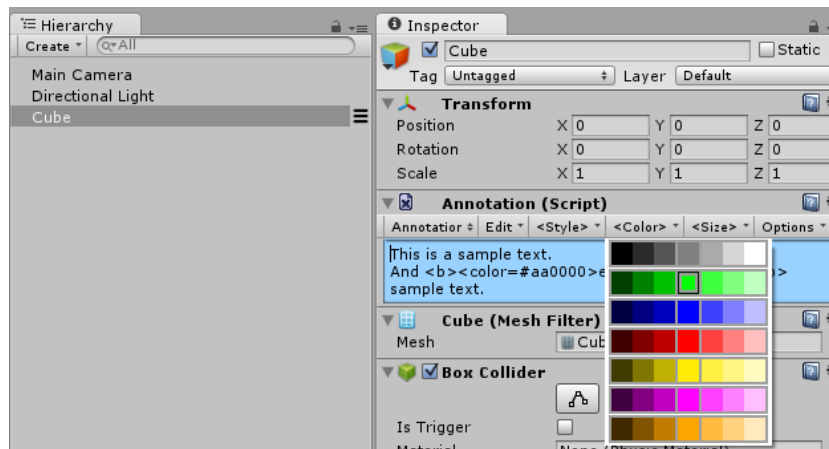 Hierarchy
Create
All
Main Camera
Directional Light
Cube
Inspector
Cube
Static
Tag Untagged Layer Default
Transform
Position X 0 Y 0 Z 0
Rotation X 0 Y 0 Z 0
Scale X 1 Y 1 Z 1
Annotation (Script)
Edit <Style> <Color> <Size> Options
This is a sample text.
And <b><color=#aa0000>
sample text.
Cube (Mesh Filter)
Mesh
Box Collider
Is Trigger